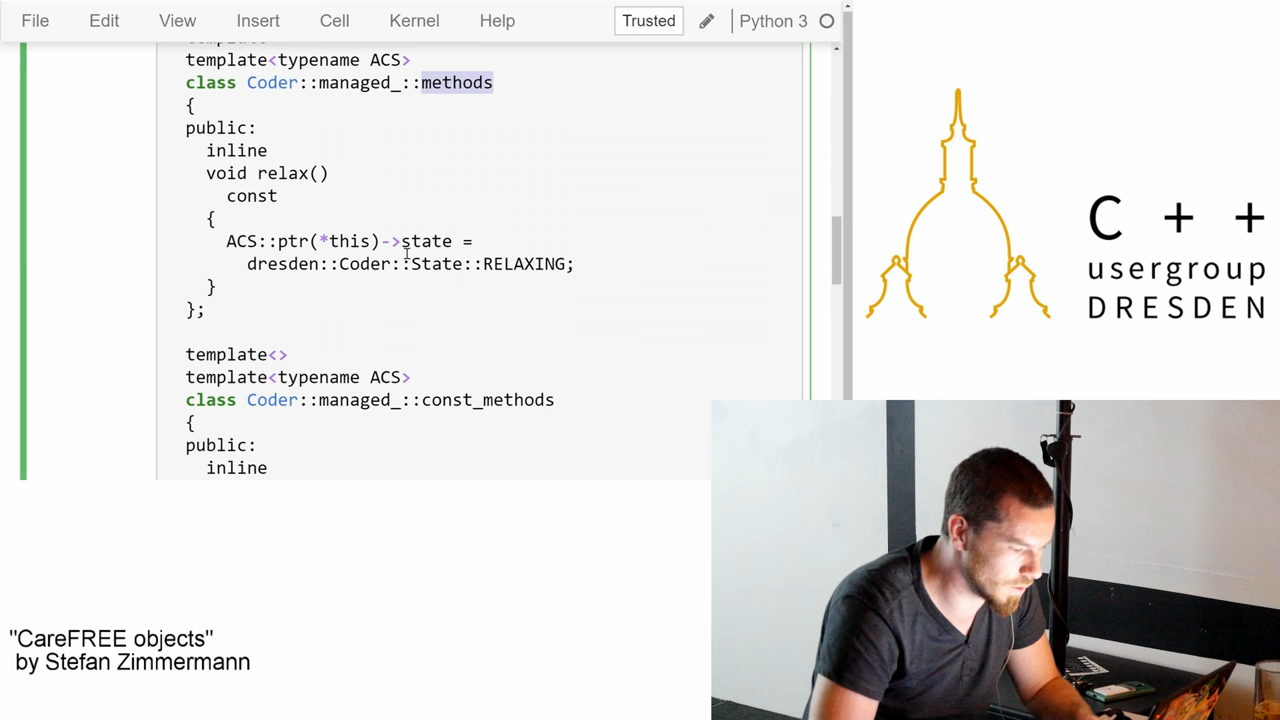 File Edit View Insert Cell Kernel Help Trusted Python 3
template<typename ACS>
class Coder::managed_::methods
{
public:
inline
void relax()
const
{
ACS::ptr(*this)->state =
dresden::Coder::State::RELAXING;
}
};
template<>
template<typename ACS>
class Coder::managed_::const_methods
{
public:
inline
C + +
usergroup
DRESDEN
"CareFREE objects"
by Stefan Zimmermann